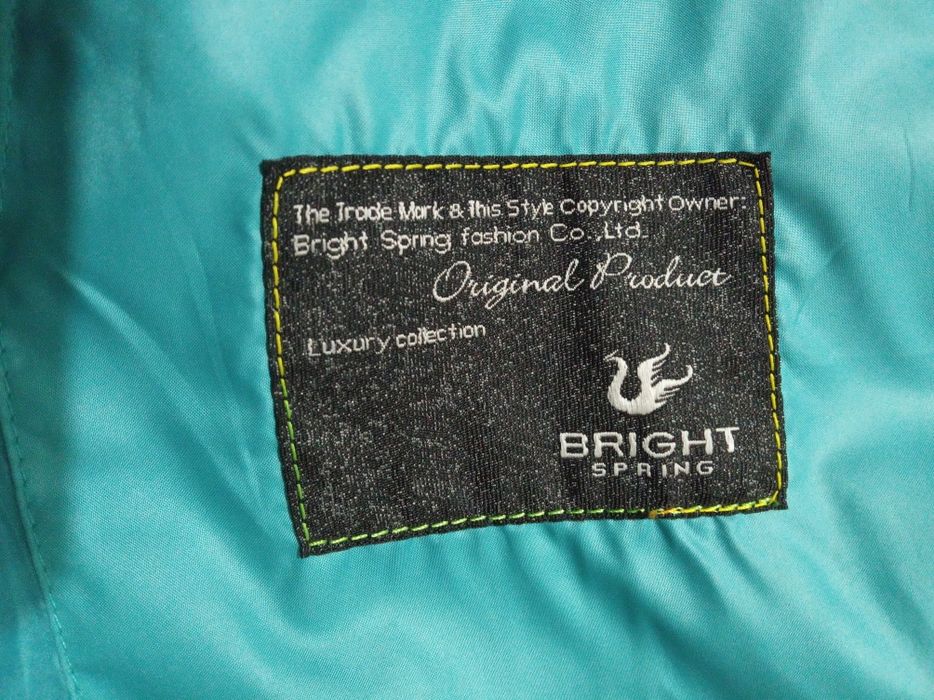 The Trade Mark & This Style Copyright Owner:
Bright Spring fashion Co.,Ltd.
Original Product
Luxury collection
BRIGHT
SPRING